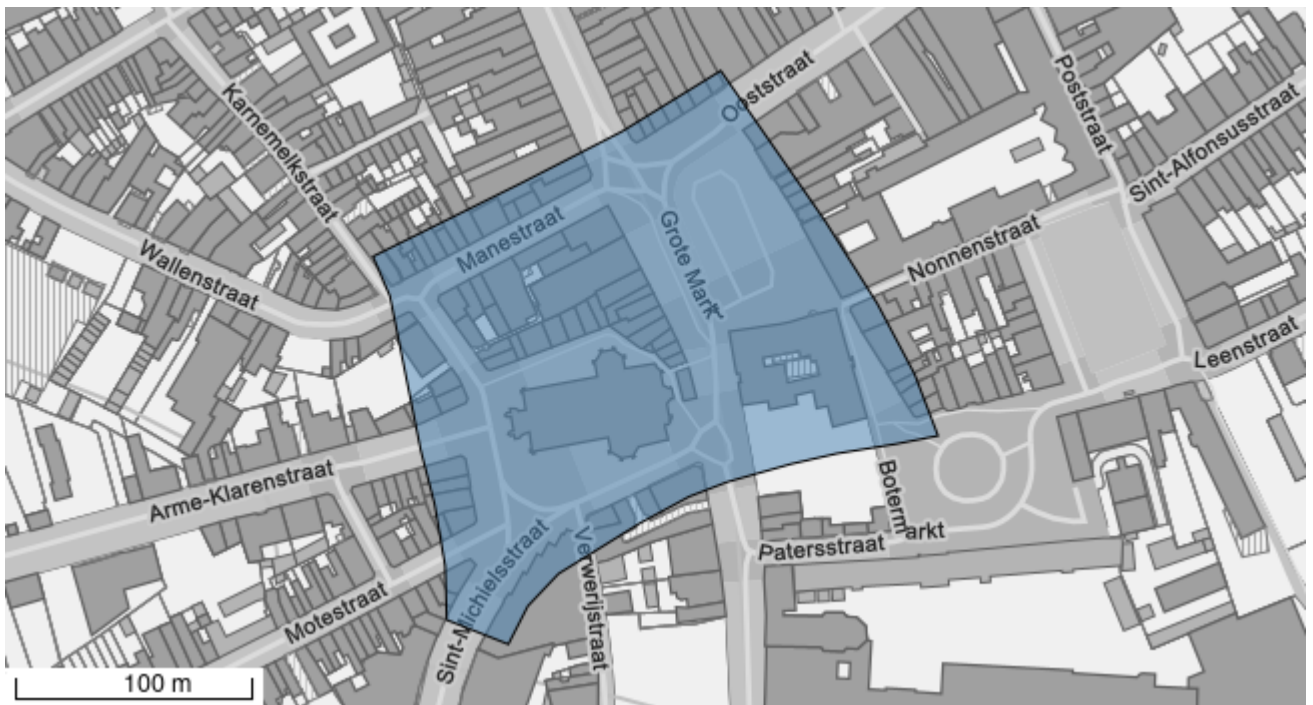 Ooststraat
Poststraat
Karnemelkstraat
Sint-Alfonsusstraat
Manestraat
Grote Markt
Nonnenstraat
Wallenstraat
Leenstraat
Arme-Klarenstraat
Botermarkt
Patersstraat
Verwerijstraat
Sint-Michielsstraat
Motestraat
100 m